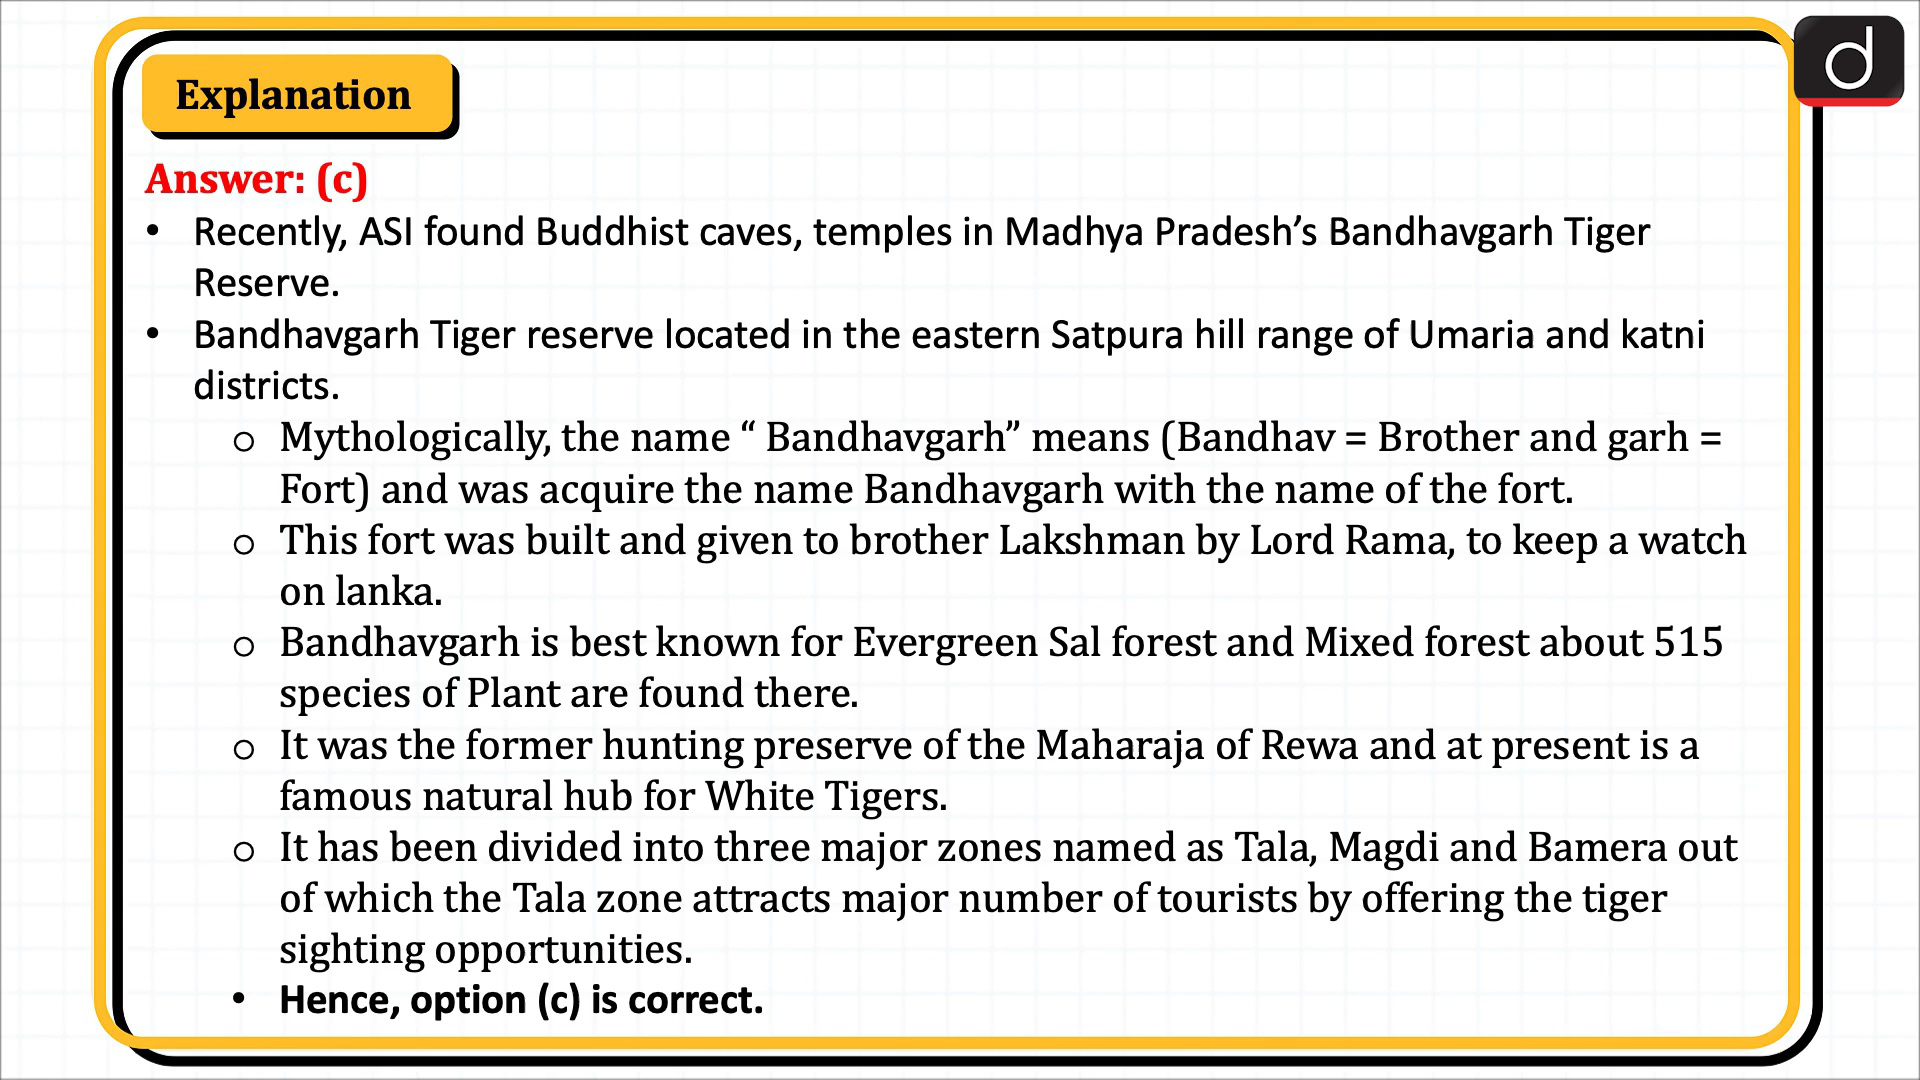 d
Explanation
Answer: (c)
• Recently, ASI found Buddhist caves, temples in Madhya Pradesh’s Bandhavgarh Tiger
Reserve.
• Bandhavgarh Tiger reserve located in the eastern Satpura hill range of Umaria and katni
districts.
o Mythologically, the name “ Bandhavgarh” means (Bandhav = Brother and garh =
Fort) and was acquire the name Bandhavgarh with the name of the fort.
o This fort was built and given to brother Lakshman by Lord Rama, to keep a watch
on lanka.
o Bandhavgarh is best known for Evergreen Sal forest and Mixed forest about 515
species of Plant are found there.
o It was the former hunting preserve of the Maharaja of Rewa and at present is a
famous natural hub for White Tigers.
o It has been divided into three major zones named as Tala, Magdi and Bamera out
of which the Tala zone attracts major number of tourists by offering the tiger
sighting opportunities.
• Hence, option (c) is correct.